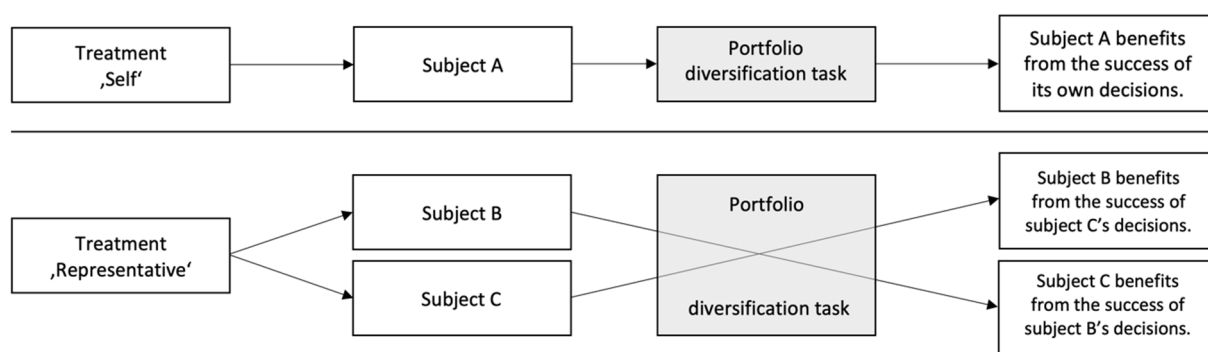 Treatment
‚Self‘
Subject A
Portfolio
diversification task
Subject A benefits
from the success of
its own decisions.
Treatment
‚Representative‘
Subject B
Subject C
Portfolio
diversification task
Subject B benefits
from the success of
subject C’s decisions.
Subject C benefits
from the success of
subject B’s decisions.